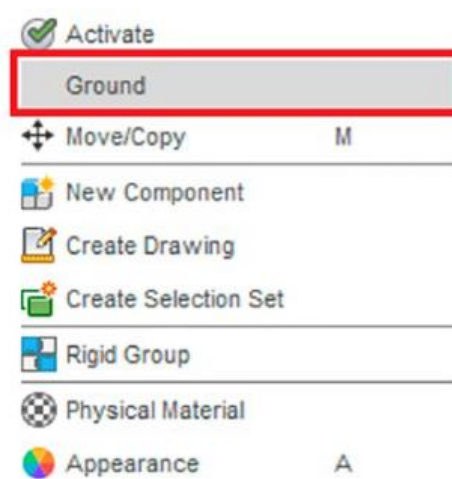 Activate
Ground
Move/Copy M
New Component
Create Drawing
Create Selection Set
Rigid Group
Physical Material
Appearance A